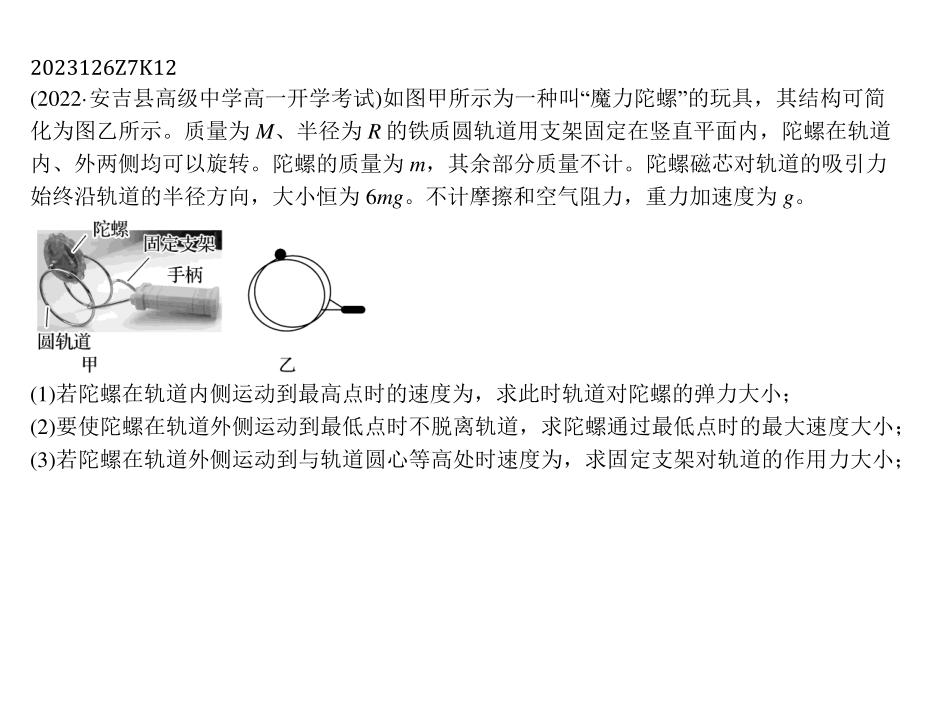 2023126Z7K12
(2022·安吉县高级中学高一开学考试)如图甲所示为一种叫“魔力陀螺”的玩具，其结构可简
化为图乙所示。质量为 M、半径为 R 的铁质圆轨道用支架固定在竖直平面内，陀螺在轨道
内、外两侧均可以旋转。陀螺的质量为 m，其余部分质量不计。陀螺磁芯对轨道的吸引力
始终沿轨道的半径方向，大小恒为 6mg。不计摩擦和空气阻力，重力加速度为 g。
陀螺
固定支架
手柄
圆轨道
甲
乙
(1)若陀螺在轨道内侧运动到最高点时的速度为，求此时轨道对陀螺的弹力大小；
(2)要使陀螺在轨道外侧运动到最低点时不脱离轨道，求陀螺通过最低点时的最大速度大小；
(3)若陀螺在轨道外侧运动到与轨道圆心等高处时速度为，求固定支架对轨道的作用力大小；